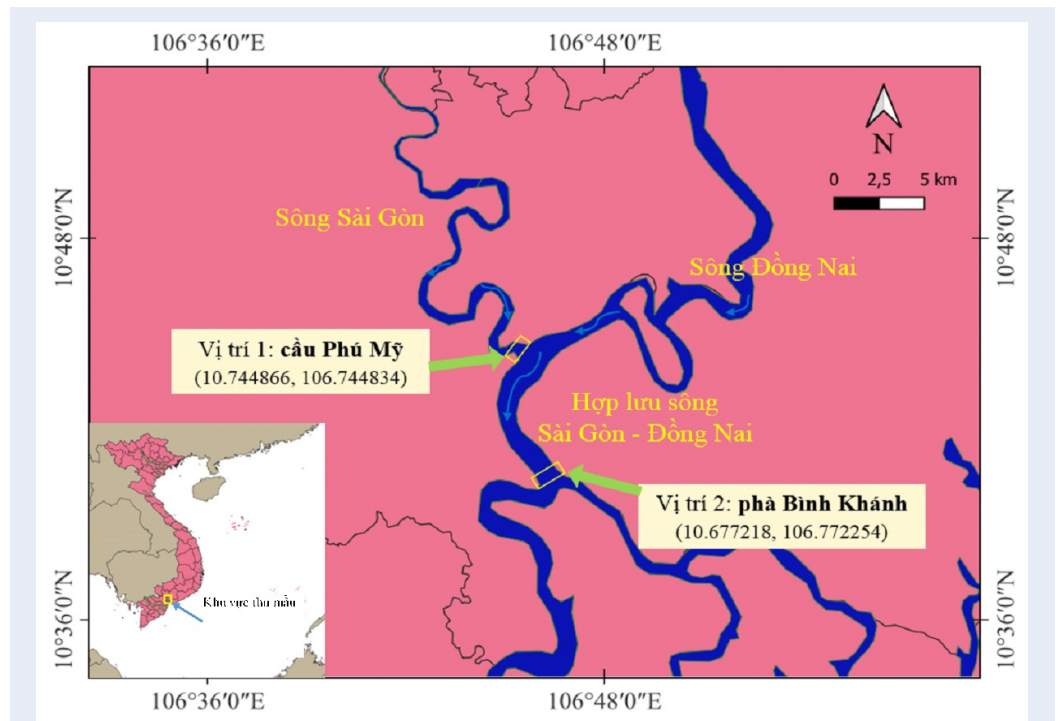 106°36′0″E
106°48′0″E
N
0 2,5 5 km
10°48′0″N
10°48′0″N
Sông Sài Gòn
Sông Đồng Nai
Vị trí 1: cầu Phú Mỹ
(10.744866, 106.744834)
Hợp lưu sông
Sài Gòn - Đồng Nai
Vị trí 2: phà Bình Khánh
(10.677218, 106.772254)
Khu vực thu mẫu
10°36′0″N
10°36′0″N
106°36′0″E
106°48′0″E